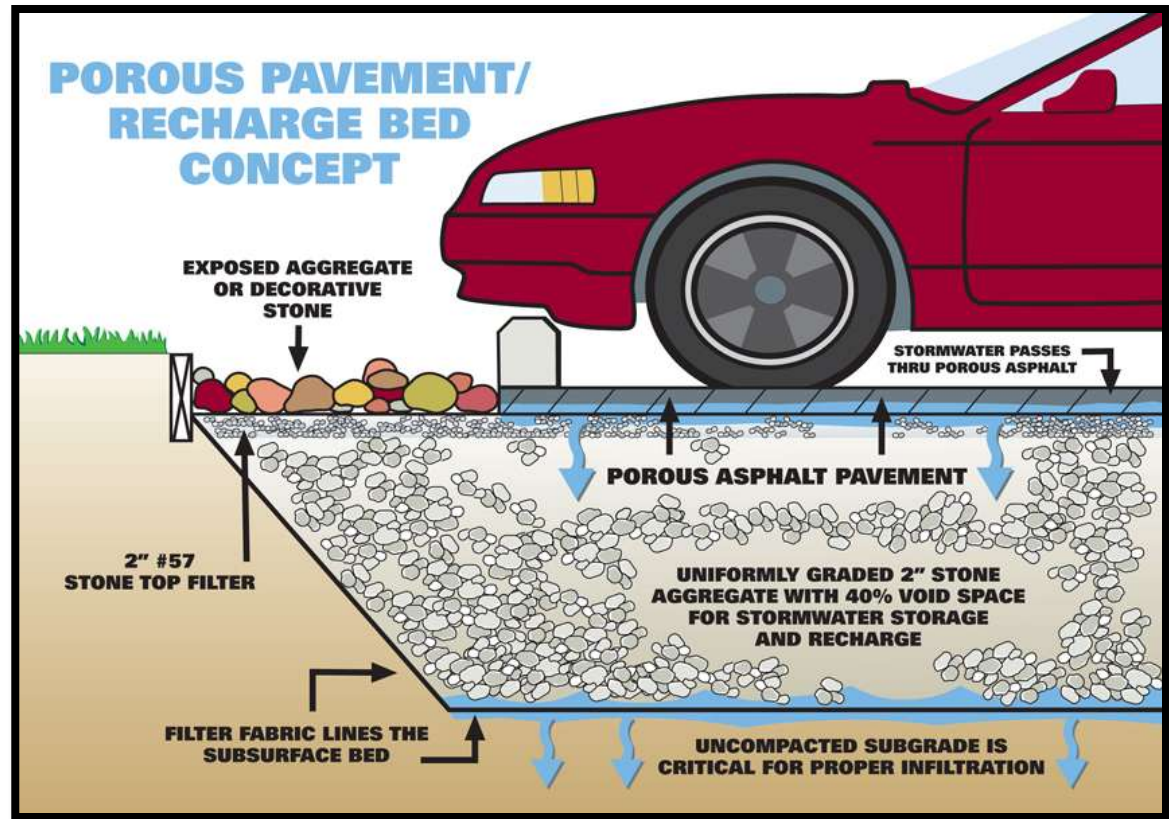 POROUS PAVEMENT/
RECHARGE BED
CONCEPT
EXPOSED AGGREGATE
OR DECORATIVE
STONE
STORMWATER PASSES
THRU POROUS ASPHALT
POROUS ASPHALT PAVEMENT
2” #57
STONE TOP FILTER
UNIFORMLY GRADED 2” STONE
AGGREGATE WITH 40% VOID SPACE
FOR STORMWATER STORAGE
AND RECHARGE
FILTER FABRIC LINES THE
SUBSURFACE BED
UNCOMPACTED SUBGRADE IS
CRITICAL FOR PROPER INFILTRATION